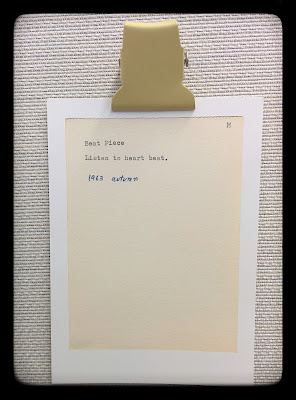 M
Beat Piece
Listen to heart beat.
1963 autumn